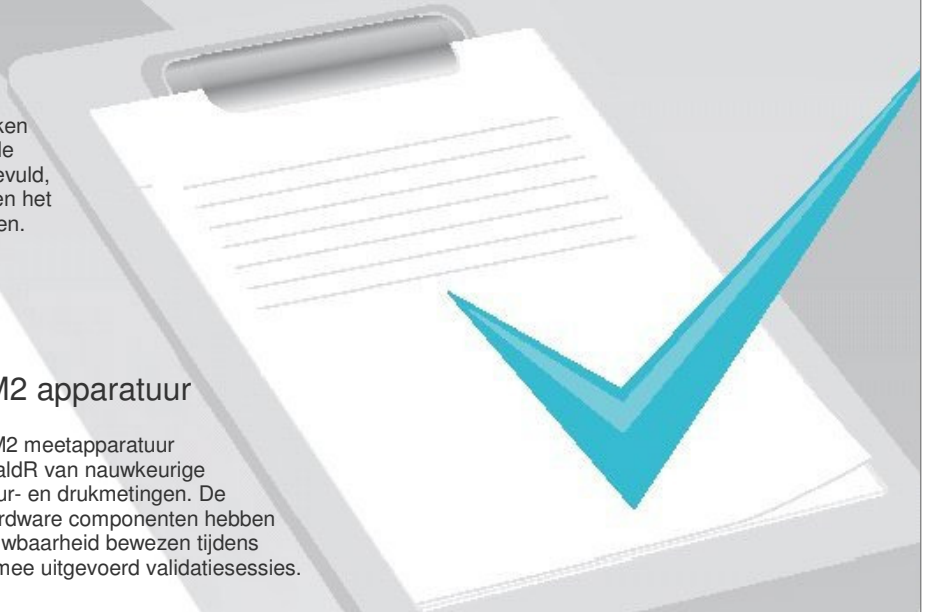 ken
le
evuld,
en het
en.
M2 apparatuur
M2 meetapparatuur
aldR van nauwkeurige
ur- en drukmetingen. De
rdware componenten hebben
wbaarheid bewezen tijdens
mee uitgevoerd validatiesessies.